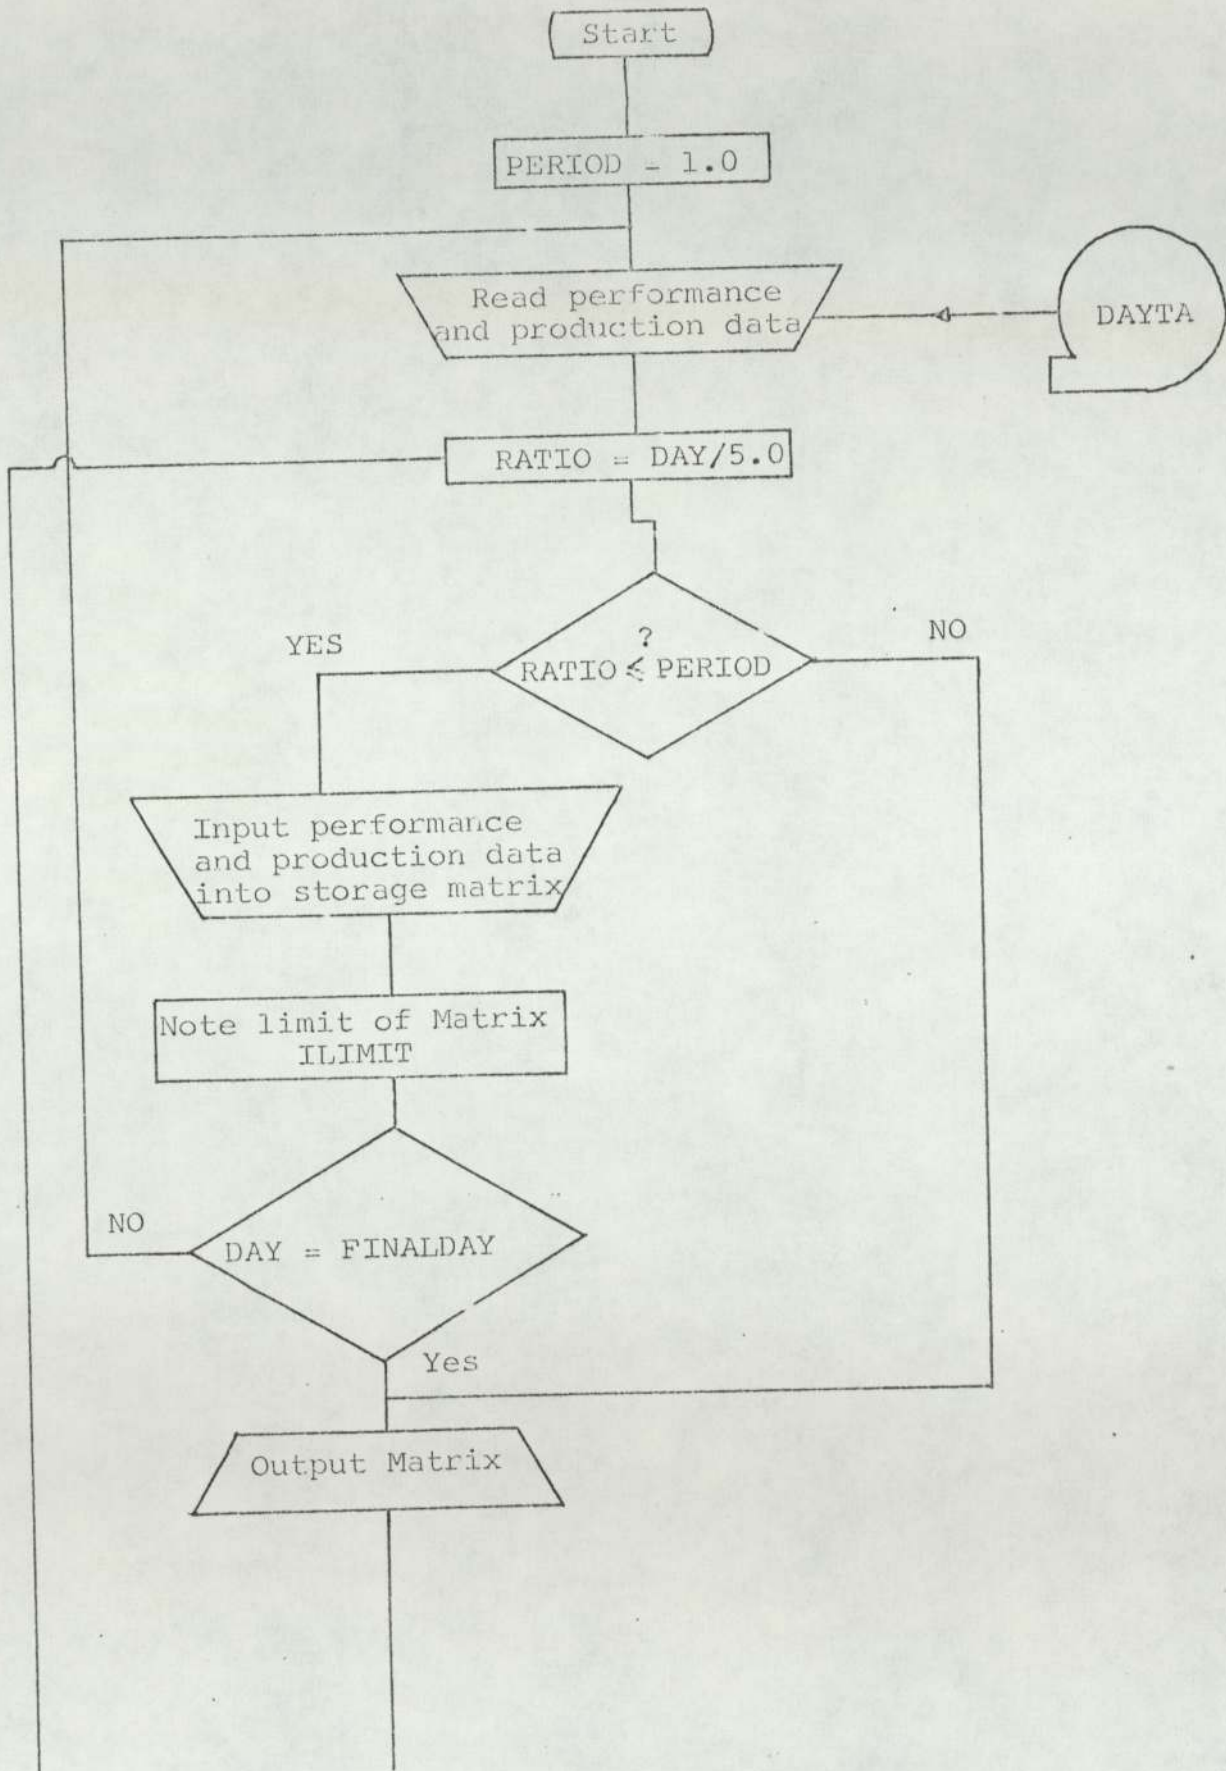 Start
PERIOD = 1.0
Read performance
and production data
DAYTA
RATIO = DAY/5.0
YES
?
NO
RATIO ⩽ PERIOD
Input performance
and production data
into storage matrix
Note limit of Matrix
ILIMIT
NO
DAY = FINALDAY
Yes
Output Matrix